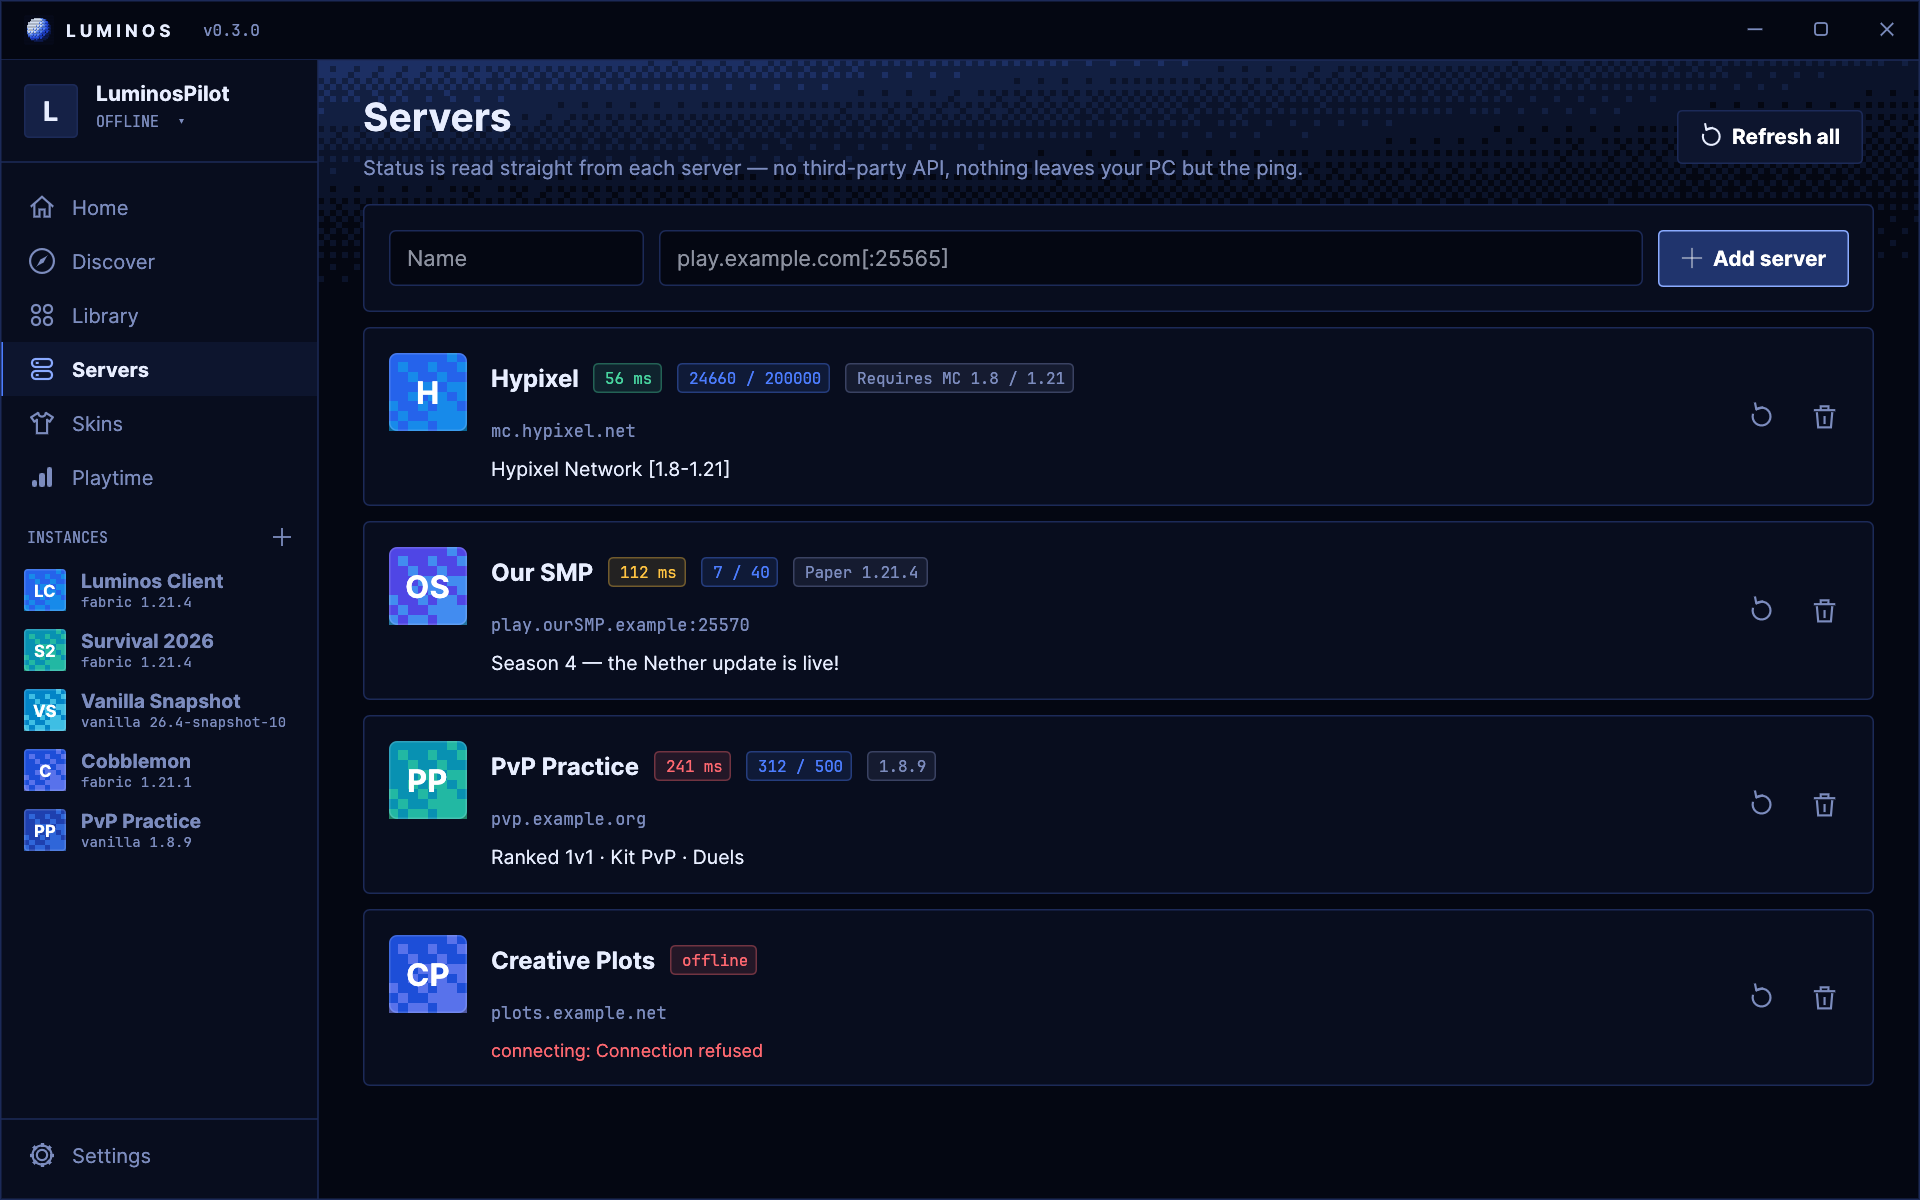 LUMINOS v0.3.0
L
LuminosPilot
OFFLINE
Home
Discover
Library
Servers
Skins
Playtime
INSTANCES
LC
Luminos Client
fabric 1.21.4
S2
Survival 2026
fabric 1.21.4
VS
Vanilla Snapshot
vanilla 26.4-snapshot-10
C
Cobblemon
fabric 1.21.1
PP
PvP Practice
vanilla 1.8.9
Settings
Servers
Status is read straight from each server — no third-party API, nothing leaves your PC but the ping.
Refresh all
Name
play.example.com[:25565]
Add server
H
Hypixel 56 ms 24660 / 200000 Requires MC 1.8 / 1.21
mc.hypixel.net
Hypixel Network [1.8-1.21]
OS
Our SMP 112 ms 7 / 40 Paper 1.21.4
play.ourSMP.example:25570
Season 4 — the Nether update is live!
PP
PvP Practice 241 ms 312 / 500 1.8.9
pvp.example.org
Ranked 1v1 · Kit PvP · Duels
CP
Creative Plots offline
plots.example.net
connecting: Connection refused